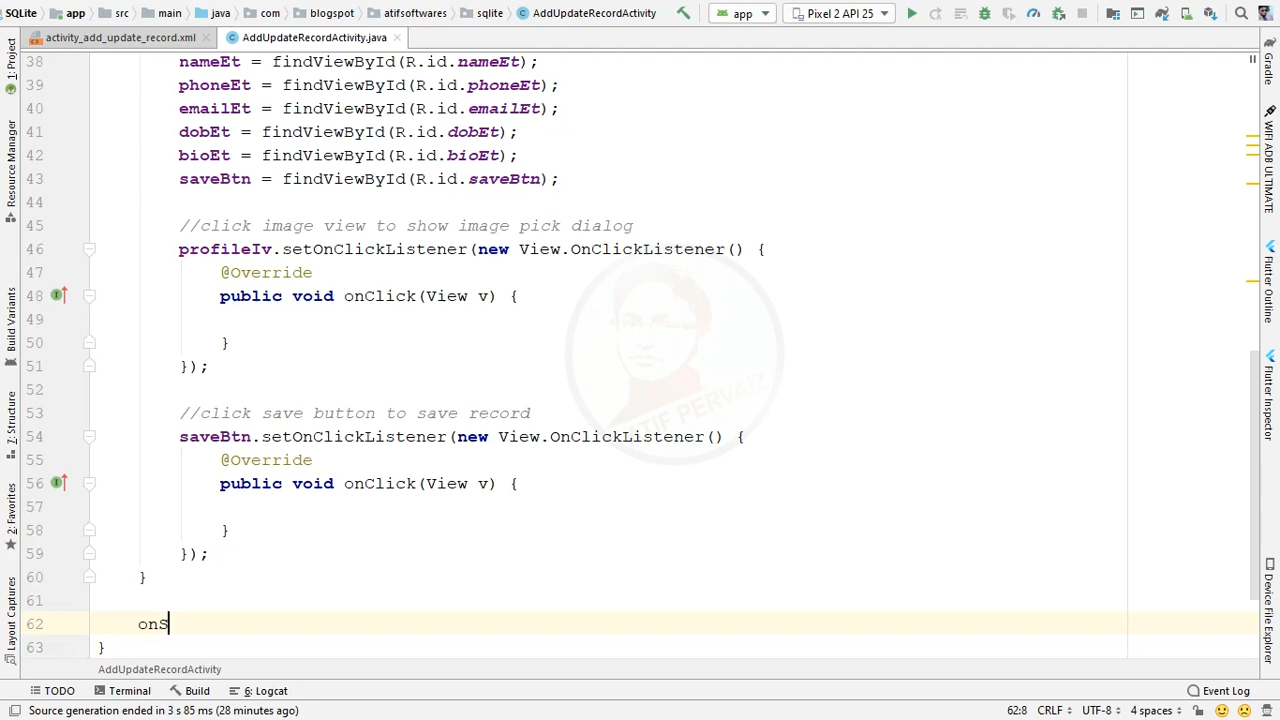 SQLite app src main java com blogspot atifsoftwares sqlite AddUpdateRecordActivity app Pixel 2 API 25
activity_add_update_record.xml AddUpdateRecordActivity.java
38 nameEt = findViewById(R.id.nameEt);
39 phoneEt = findViewById(R.id.phoneEt);
40 emailEt = findViewById(R.id.emailEt);
41 dobEt = findViewById(R.id.dobEt);
42 bioEt = findViewById(R.id.bioEt);
43 saveBtn = findViewById(R.id.saveBtn);
44
45 //click image view to show image pick dialog
46 profileIv.setOnClickListener(new View.OnClickListener() {
47 @Override
48 public void onClick(View v) {
49
50 }
51 });
52
53 //click save button to save record
54 saveBtn.setOnClickListener(new View.OnClickListener() {
55 @Override
56 public void onClick(View v) {
57
58 }
59 });
60 }
61
62 onS
63 }
AddUpdateRecordActivity
TODO Terminal Build 6: Logcat Event Log
Source generation ended in 3 s 85 ms (28 minutes ago) 62:8 CRLF UTF-8 4 spaces
1: Project
Resource Manager
Build Variants
7: Structure
2: Favorites
Layout Captures
Gradle
WIFI ADB ULTIMATE
Flutter Outline
Flutter Inspector
Device File Explorer
ATIF PERVAIZ